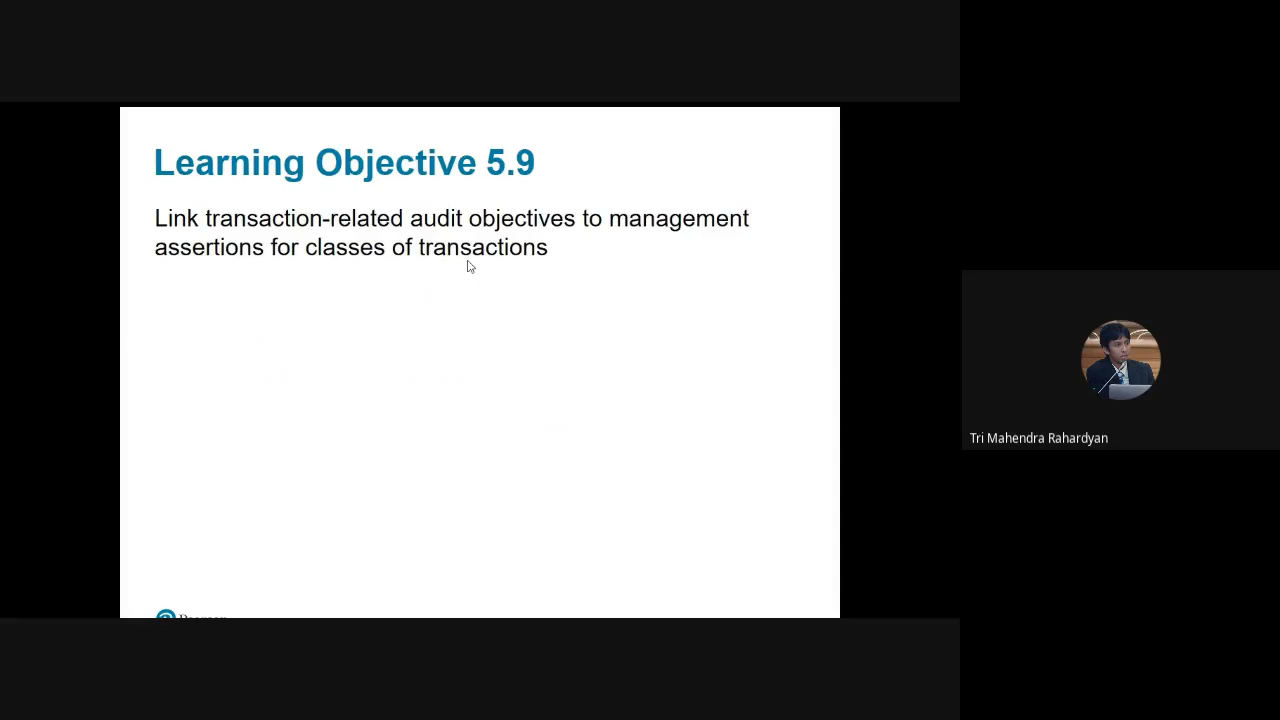 Learning Objective 5.9
Link transaction-related audit objectives to management
assertions for classes of transactions
Tri Mahendra Rahardyan